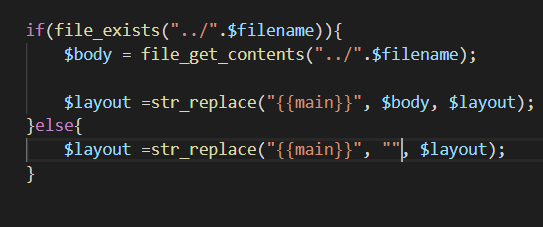 if(file_exists("../".$filename)){
    $body = file_get_contents("../".$filename);

    $layout =str_replace("{{main}}", $body, $layout);
}else{
    $layout =str_replace("{{main}}", "", $layout);
}